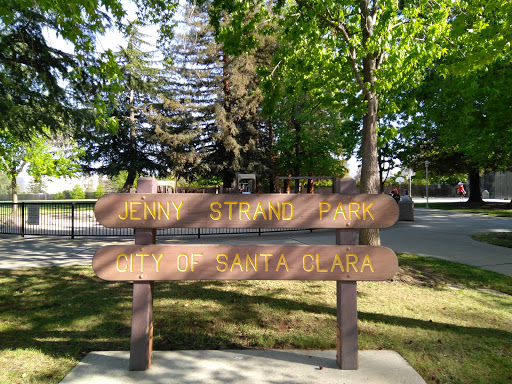 JENNY STRAND PARK
CITY OF SANTA CLARA